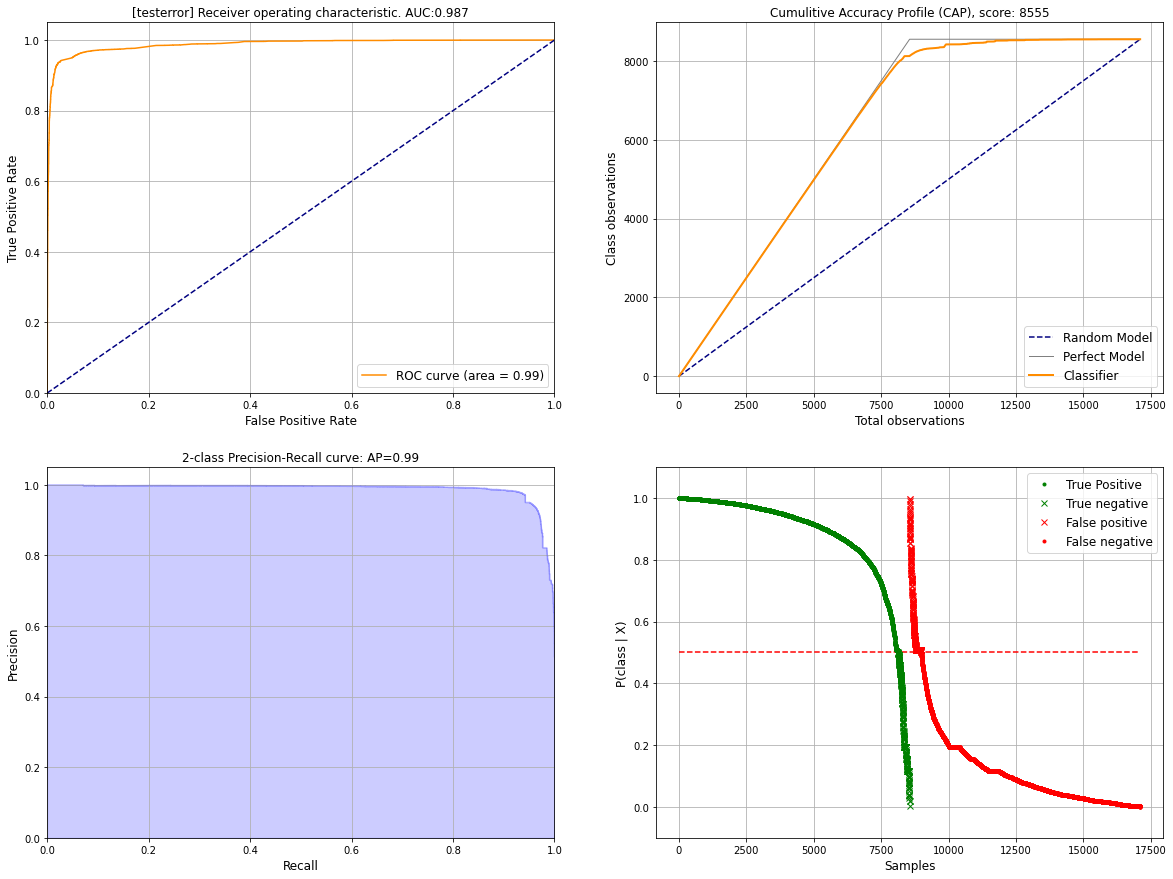 [testerror] Receiver operating characteristic. AUC:0.987
1.0
0.8
0.6
0.4
0.2
0.0
True Positive Rate
0.0 0.2 0.4 0.6 0.8 1.0
False Positive Rate
ROC curve (area = 0.99)
Cumulitive Accuracy Profile (CAP), score: 8555
8000
6000
4000
2000
0
Class observations
0 2500 5000 7500 10000 12500 15000 17500
Total observations
Random Model
Perfect Model
Classifier
2-class Precision-Recall curve: AP=0.99
1.0
0.8
0.6
0.4
0.2
0.0
Precision
0.0 0.2 0.4 0.6 0.8 1.0
Recall
1.0
0.8
0.6
0.4
0.2
0.0
P(class | X)
0 2500 5000 7500 10000 12500 15000 17500
Samples
True Positive
True negative
False positive
False negative